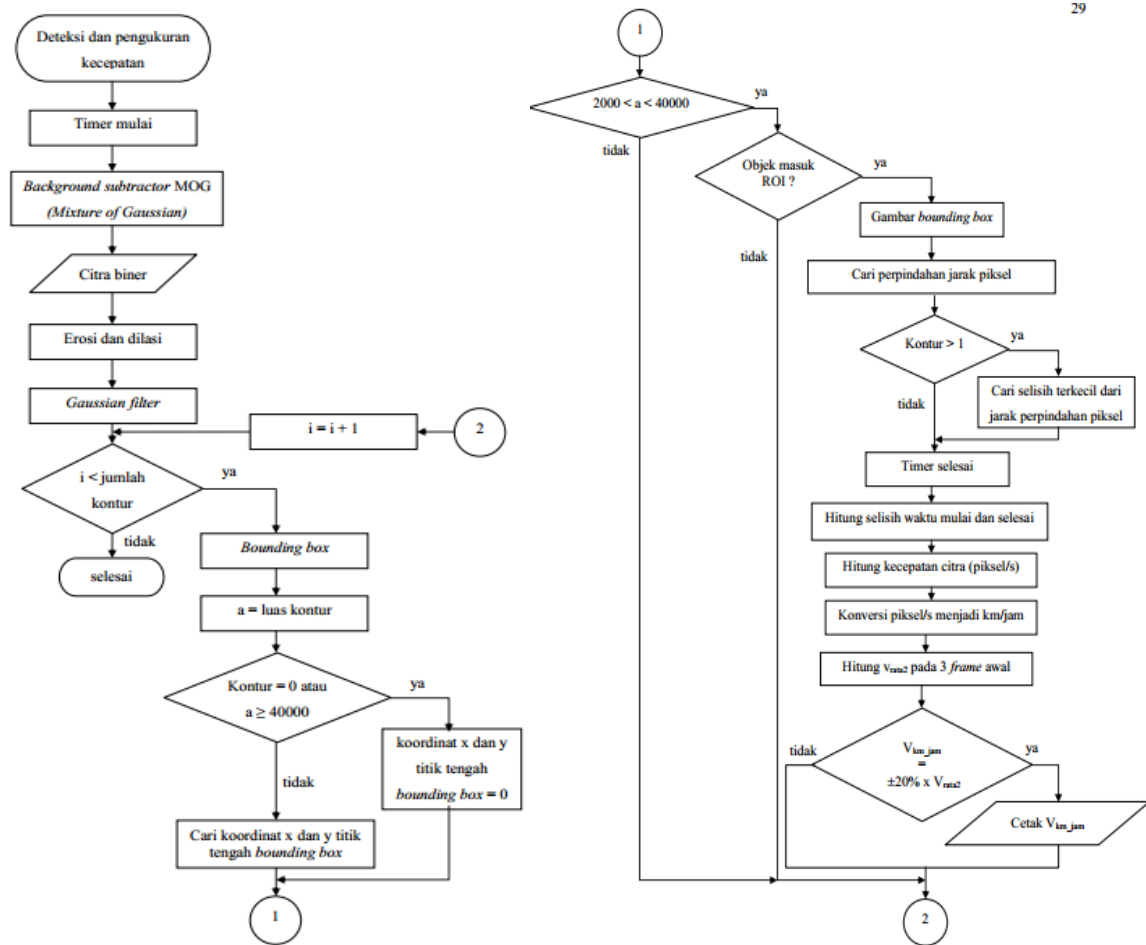 29
Deteksi dan pengukuran
kecepatan
Timer mulai
Background subtractor MOG
(Mixture of Gaussian)
Citra biner
Erosi dan dilasi
Gaussian filter
i = i + 1
2
i < jumlah
kontur
ya
tidak
selesai
Bounding box
a = luas kontur
Kontur = 0 atau
a ≥ 40000
ya
tidak
koordinat x dan y
titik tengah
bounding box = 0
Cari koordinat x dan y titik
tengah bounding box
1
1
2000 < a < 40000
ya
tidak
Objek masuk
ROI ?
ya
tidak
Gambar bounding box
Cari perpindahan jarak piksel
Kontur > 1
ya
tidak
Cari selisih terkecil dari
jarak perpindahan piksel
Timer selesai
Hitung selisih waktu mulai dan selesai
Hitung kecepatan citra (piksel/s)
Konversi piksel/s menjadi km/jam
Hitung vrata2 pada 3 frame awal
tidak
Vkm_jam
=
±20% x Vrata2
ya
Cetak Vkm_jam
2